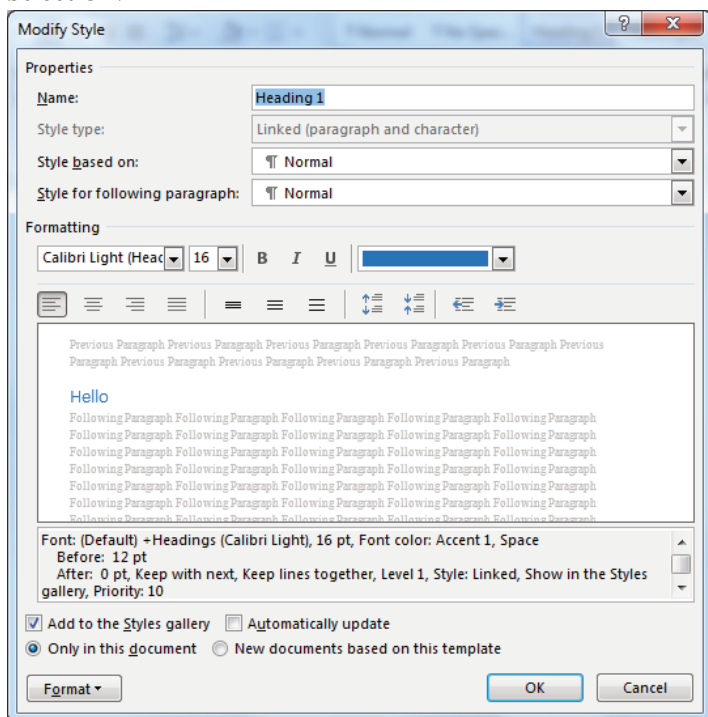 Modify Style
Properties
Name: Heading 1
Style type: Linked (paragraph and character)
Style based on: ¶ Normal
Style for following paragraph: ¶ Normal
Formatting
Calibri Light (Heac 16 B I U
Previous Paragraph Previous Paragraph Previous Paragraph Previous Paragraph Previous Paragraph Previous
Paragraph Previous Paragraph Previous Paragraph Previous Paragraph Previous Paragraph
Hello
Following Paragraph Following Paragraph Following Paragraph Following Paragraph Following Paragraph
Following Paragraph Following Paragraph Following Paragraph Following Paragraph Following Paragraph
Following Paragraph Following Paragraph Following Paragraph Following Paragraph Following Paragraph
Following Paragraph Following Paragraph Following Paragraph Following Paragraph Following Paragraph
Following Paragraph Following Paragraph Following Paragraph Following Paragraph Following Paragraph
Following Paragraph Following Paragraph Following Paragraph Following Paragraph Following Paragraph
Following Paragraph Following Paragraph Following Paragraph Following Paragraph Following Paragraph
Font: (Default) +Headings (Calibri Light), 16 pt, Font color: Accent 1, Space
Before: 12 pt
After: 0 pt, Keep with next, Keep lines together, Level 1, Style: Linked, Show in the Styles
gallery, Priority: 10
Add to the Styles gallery Automatically update
Only in this document New documents based on this template
Format OK Cancel